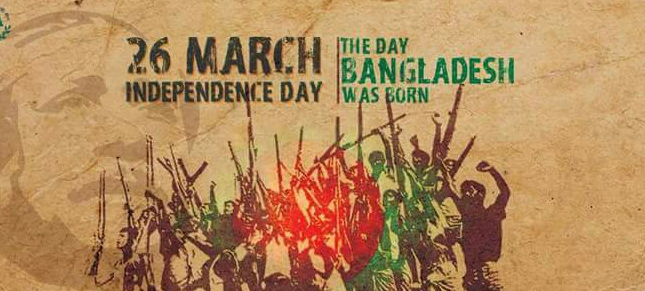 26 MARCH
INDEPENDENCE DAY
THE DAY
BANGLADESH
WAS BORN